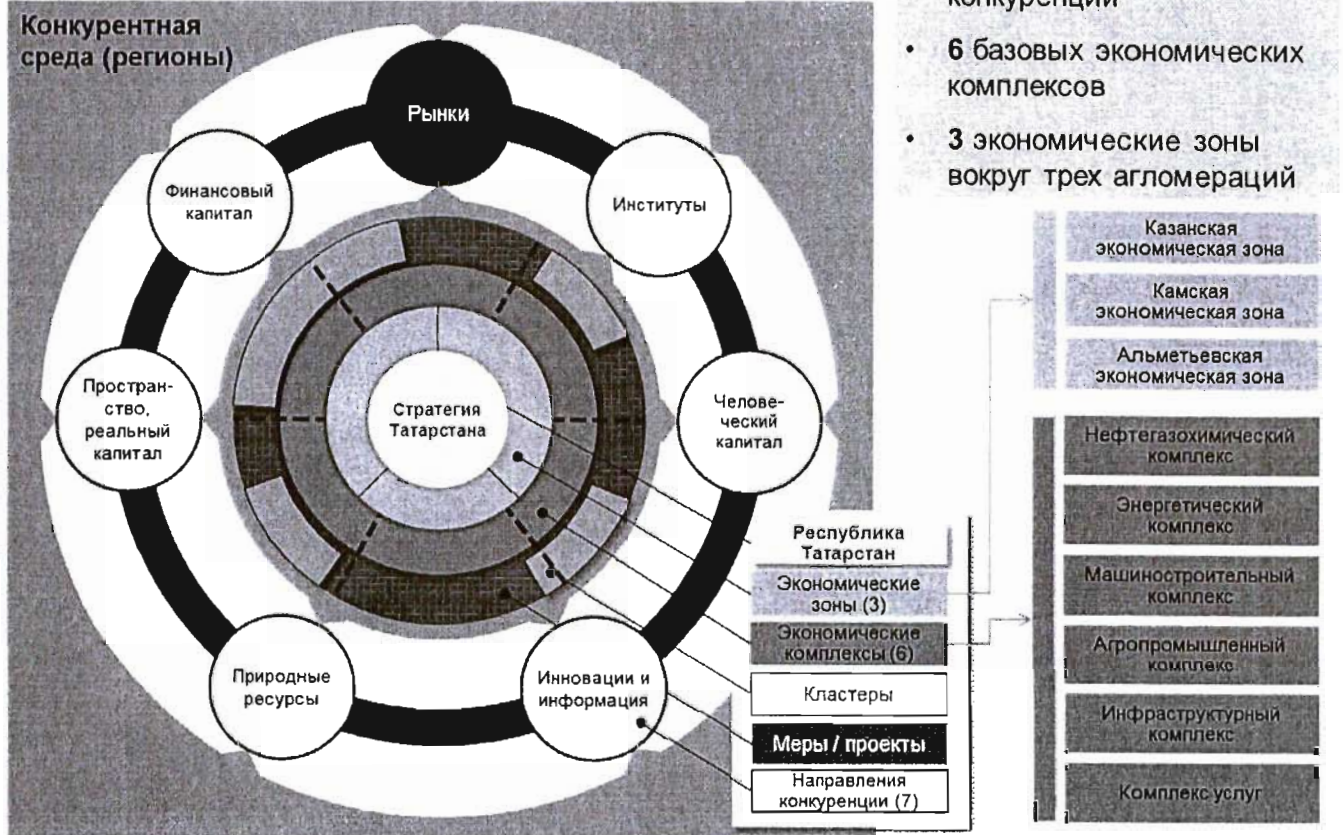 Конкурентная
среда (регионы)
конкуренции
• 6 базовых экономических
комплексов
• 3 экономические зоны
вокруг трех агломераций
Рынки
Финансовый
капитал
Институты
Простран-
ство,
реальный
капитал
Стратегия
Татарстана
Челове-
ческий
капитал
Природные
ресурсы
Инновации и
информация
Республика
Татарстан
Экономические
зоны (3)
Экономические
комплексы (6)
Кластеры
Меры / проекты
Направления
конкуренции (7)
Казанская
экономическая зона
Камская
экономическая зона
Альметьевская
экономическая зона
Нефтегазохимический
комплекс
Энергетический
комплекс
Машиностроительный
комплекс
Агропромышленный
комплекс
Инфраструктурный
комплекс
Комплекс услуг